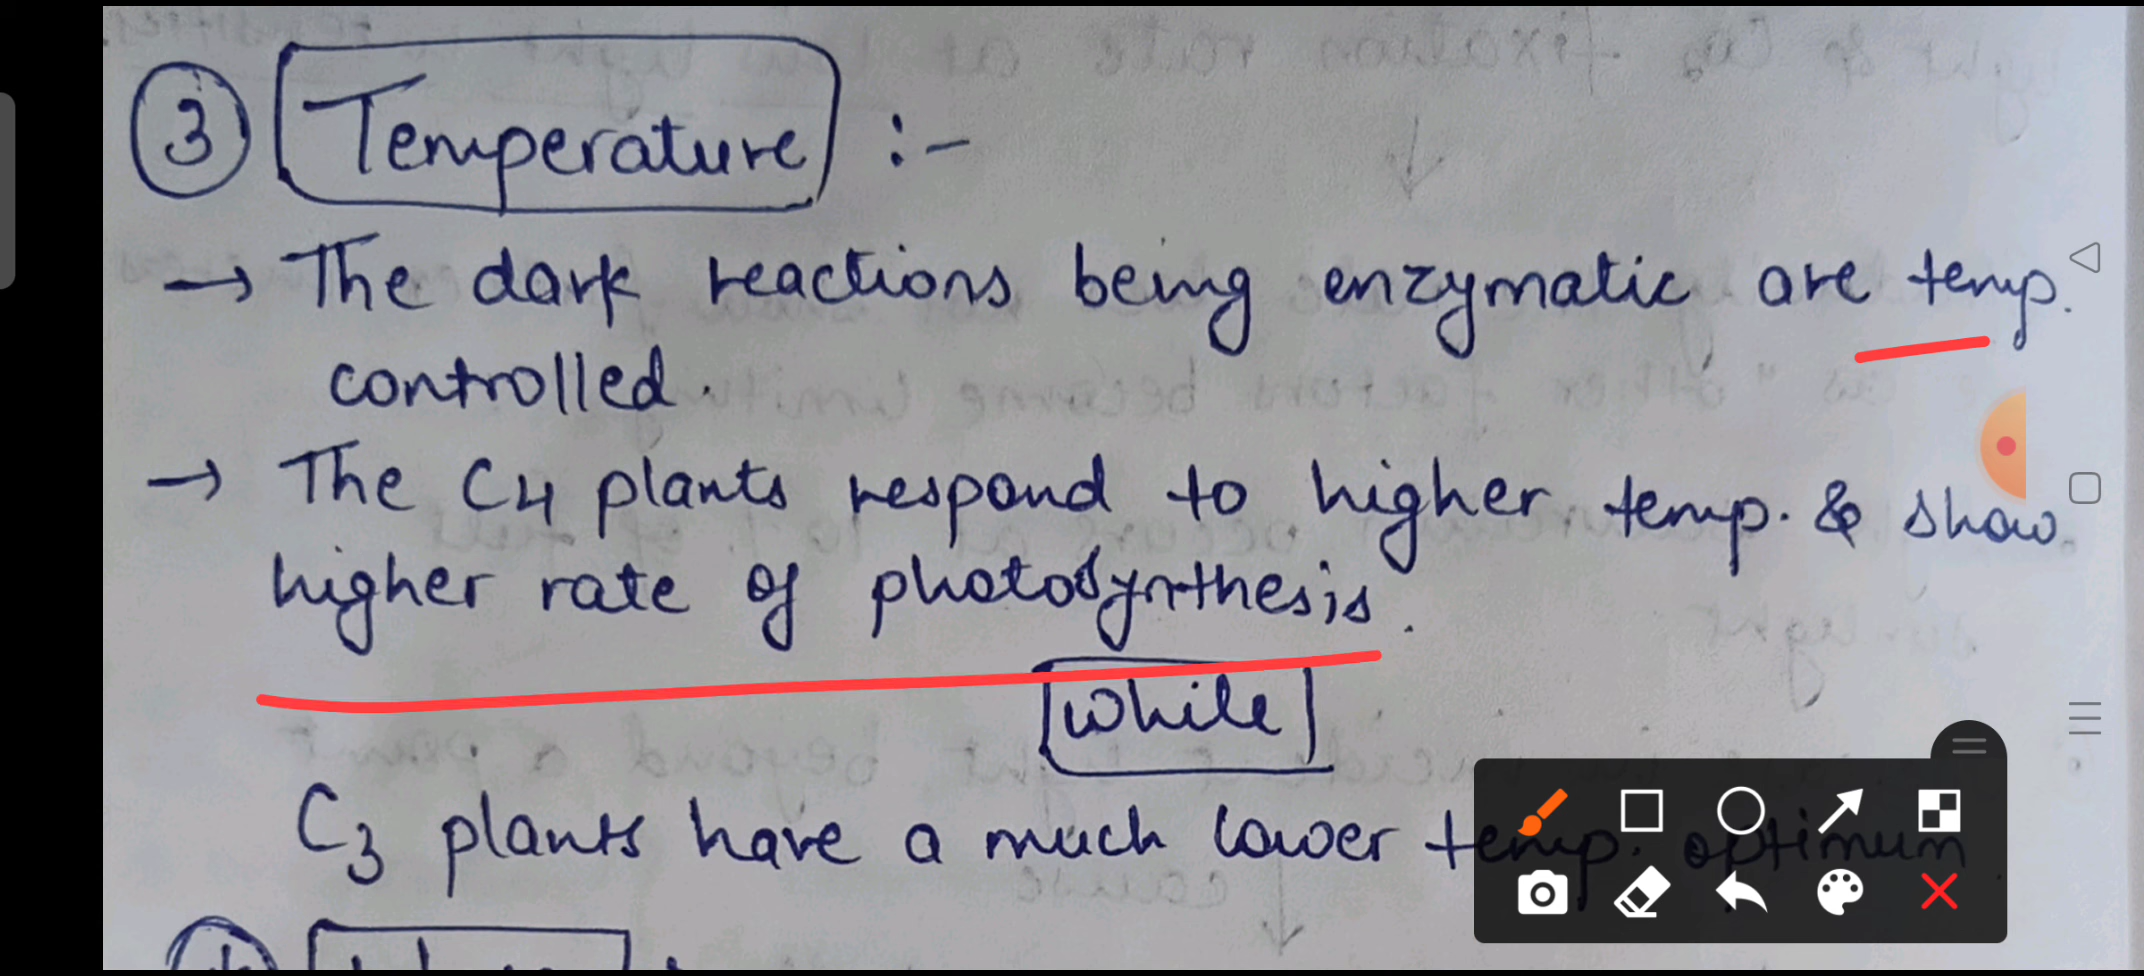 3 Temperature :-
→ The dark reactions being enzymatic are temp.
controlled.
→ The C4 plants respond to higher temp. & show
higher rate of photosynthesis.
while
C3 plants have a much lower temp. optimum